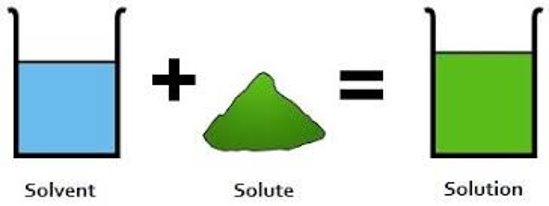 + =
Solvent Solute Solution